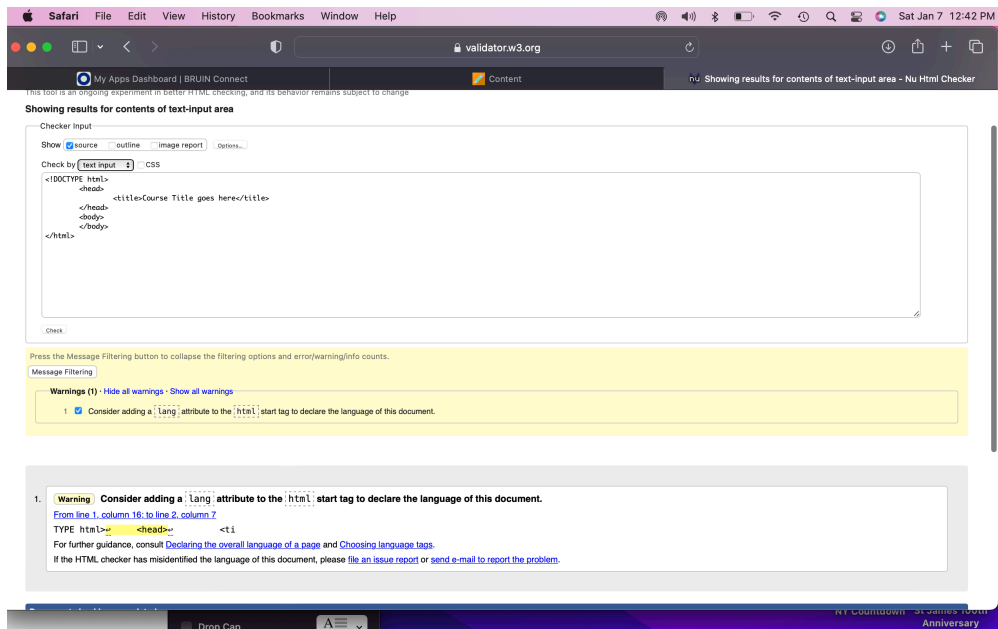 Safari File Edit View History Bookmarks Window Help Sat Jan 7 12:42 PM
validator.w3.org
My Apps Dashboard | BRUIN Connect Content nu Showing results for contents of text-input area - Nu Html Checker
This tool is an ongoing experiment in better HTML checking, and its behavior remains subject to change
Showing results for contents of text-input area
Checker Input
Show source outline image report Options...
Check by text input CSS
<!DOCTYPE html>
<head>
<title>Course Title goes here</title>
</head>
<body>
</body>
</html>
Check
Press the Message Filtering button to collapse the filtering options and error/warning/info counts.
Message Filtering
Warnings (1) · Hide all warnings · Show all warnings
1 Consider adding a lang attribute to the html start tag to declare the language of this document.
1. Warning Consider adding a lang attribute to the html start tag to declare the language of this document.
From line 1, column 16; to line 2, column 7
TYPE html>↩ <head>↩ <ti
For further guidance, consult Declaring the overall language of a page and Choosing language tags.
If the HTML checker has misidentified the language of this document, please file an issue report or send e-mail to report the problem.
NY Countdown St James 100th
Drop Cap A Anniversary